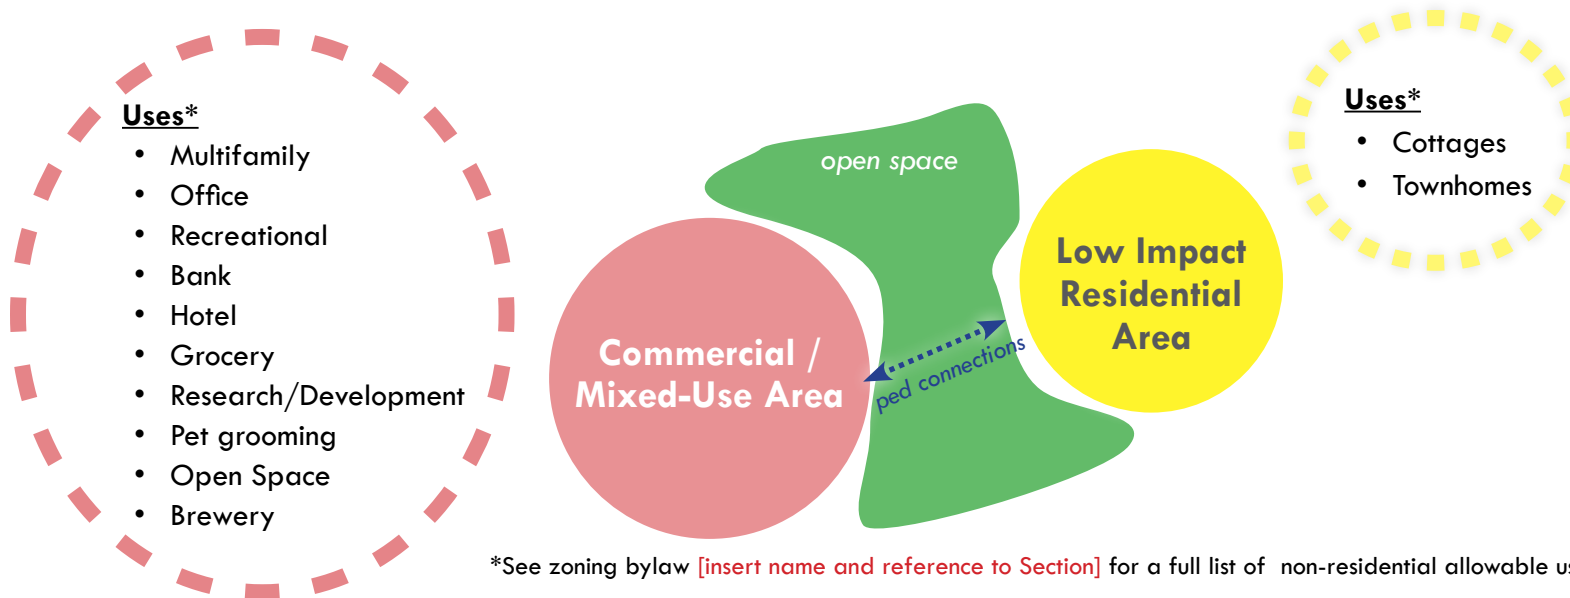 Uses*
• Multifamily
• Office
• Recreational
• Bank
• Hotel
• Grocery
• Research/Development
• Pet grooming
• Open Space
• Brewery
open space
Commercial /
Mixed-Use Area
ped connections
Low Impact
Residential
Area
Uses*
• Cottages
• Townhomes
*See zoning bylaw [insert name and reference to Section] for a full list of non-residential allowable